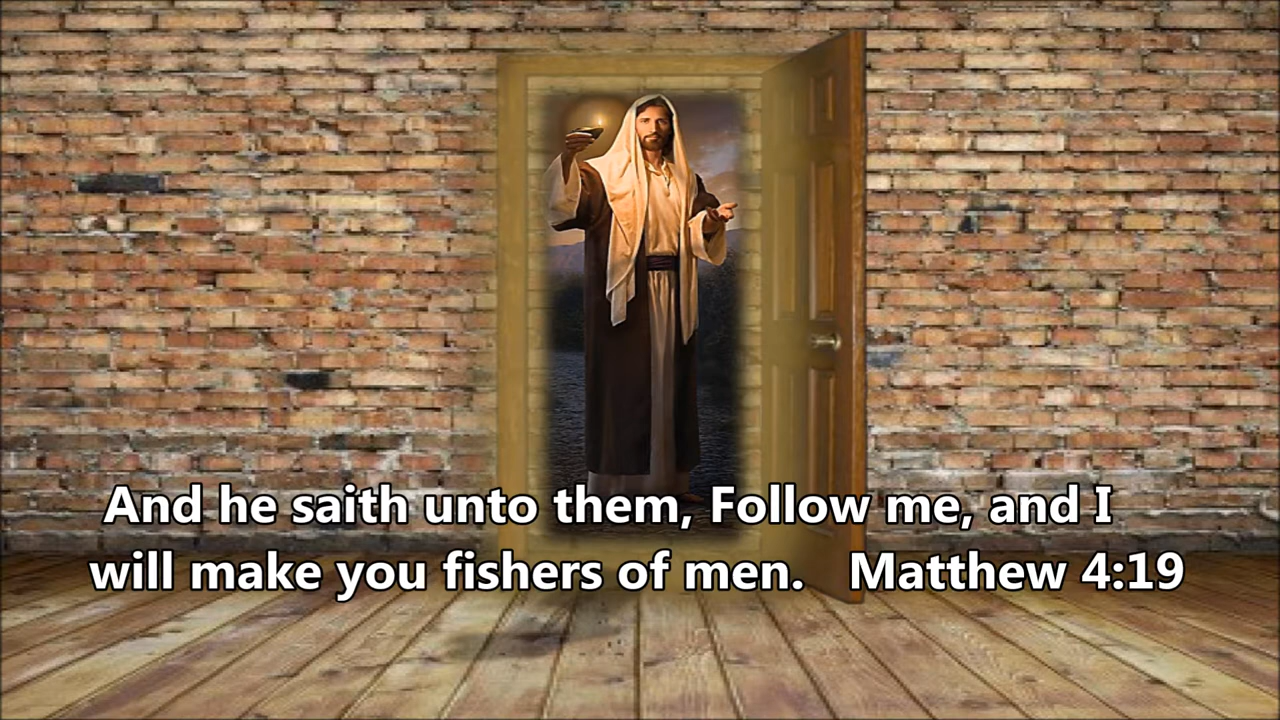 And he saith unto them, Follow me, and I
will make you fishers of men. Matthew 4:19